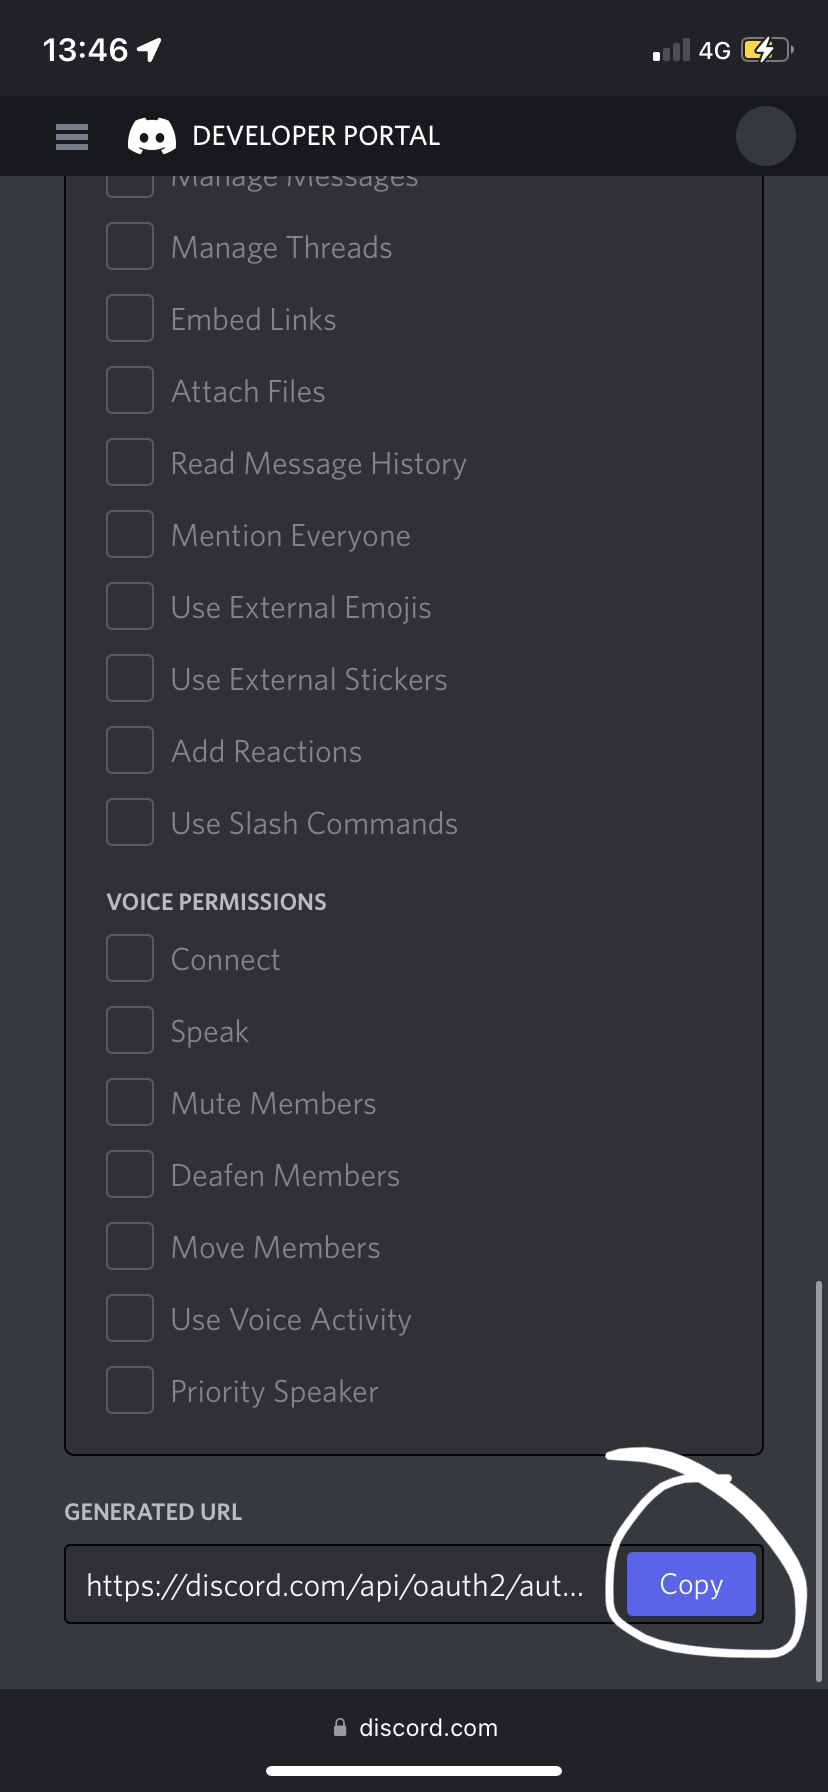 13:46
4G
DEVELOPER PORTAL
Manage Messages
Manage Threads
Embed Links
Attach Files
Read Message History
Mention Everyone
Use External Emojis
Use External Stickers
Add Reactions
Use Slash Commands
VOICE PERMISSIONS
Connect
Speak
Mute Members
Deafen Members
Move Members
Use Voice Activity
Priority Speaker
GENERATED URL
https://discord.com/api/oauth2/aut...
Copy
discord.com